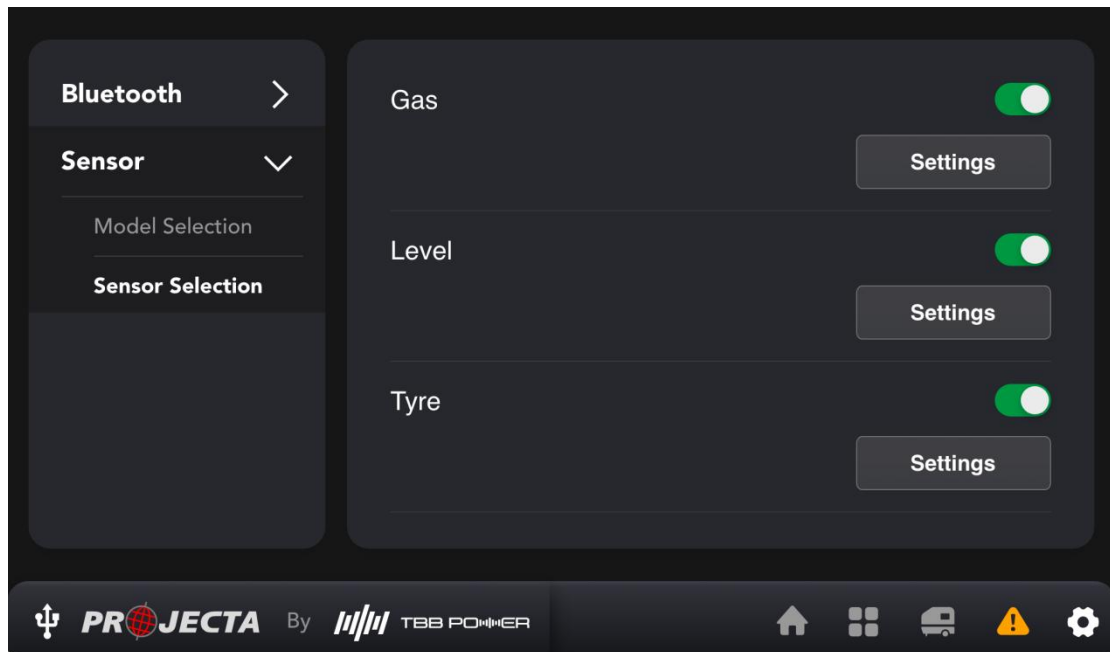 Bluetooth
Sensor
Model Selection
Sensor Selection
Gas
Settings
Level
Settings
Tyre
Settings
PROJECTA By TBB POWER